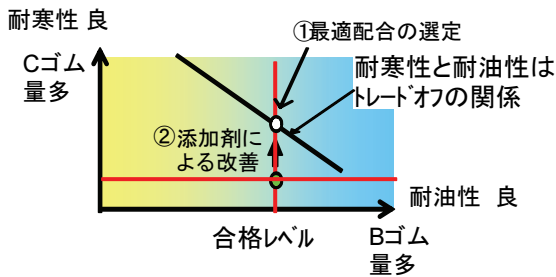 耐寒性 良
Cゴム
量多
①最適配合の選定
耐寒性と耐油性は
トレードオフの関係
②添加剤に
よる改善
耐油性 良
合格レベル
Bゴム
量多